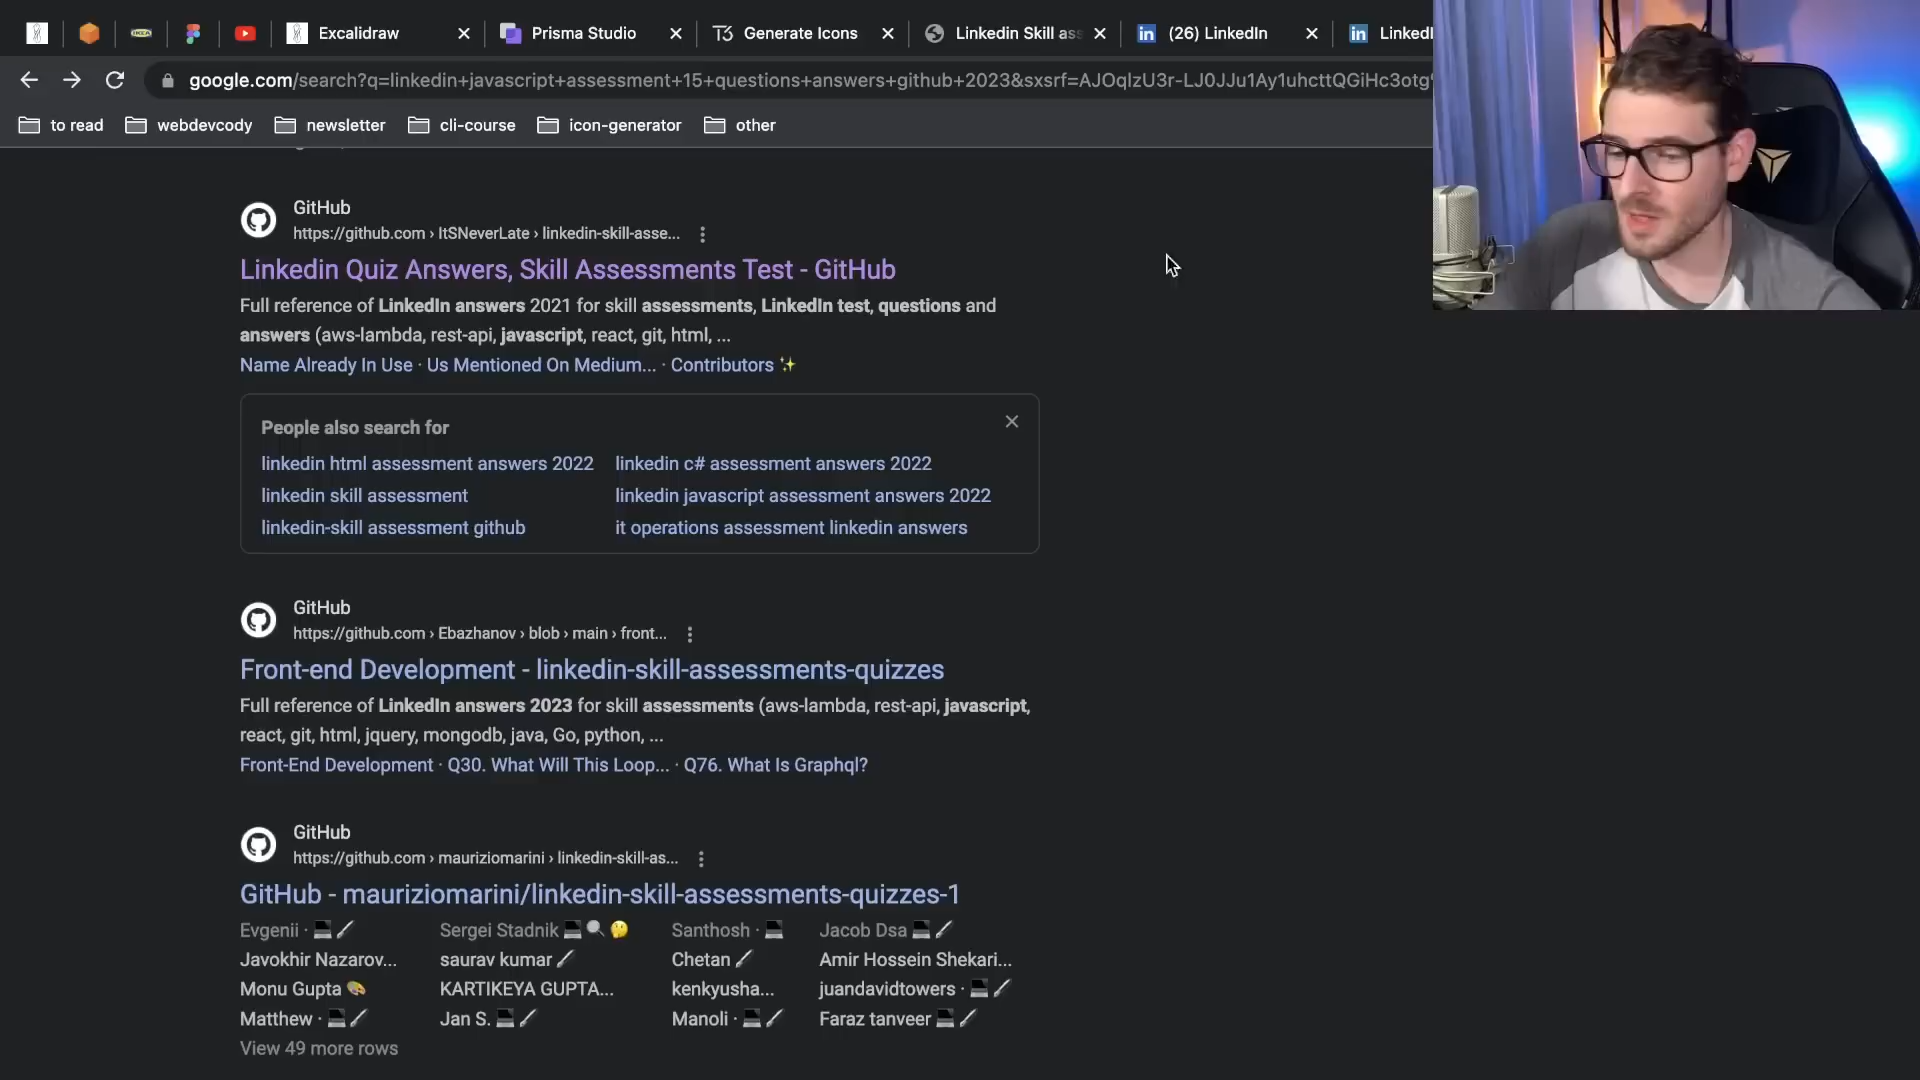 Excalidraw
Prisma Studio
T3 Generate Icons
Linkedin Skill ass
(26) LinkedIn
LinkedI
google.com/search?q=linkedin+javascript+assessment+15+questions+answers+github+2023&sxsrf=AJOqlzU3r-LJ0JJu1Ay1uhcttQGiHc3otg
to read
webdevcody
newsletter
cli-course
icon-generator
other
GitHub
https://github.com › ItSNeverLate › linkedin-skill-asse...
Linkedin Quiz Answers, Skill Assessments Test - GitHub
Full reference of LinkedIn answers 2021 for skill assessments, LinkedIn test, questions and
answers (aws-lambda, rest-api, javascript, react, git, html, ...
Name Already In Use · Us Mentioned On Medium... · Contributors ✨
People also search for
linkedin html assessment answers 2022
linkedin c# assessment answers 2022
linkedin skill assessment
linkedin javascript assessment answers 2022
linkedin-skill assessment github
it operations assessment linkedin answers
GitHub
https://github.com › Ebazhanov › blob › main › front...
Front-end Development - linkedin-skill-assessments-quizzes
Full reference of LinkedIn answers 2023 for skill assessments (aws-lambda, rest-api, javascript,
react, git, html, jquery, mongodb, java, Go, python, ...
Front-End Development · Q30. What Will This Loop... · Q76. What Is Graphql?
GitHub
https://github.com › mauriziomarini › linkedin-skill-as...
GitHub - mauriziomarini/linkedin-skill-assessments-quizzes-1
Evgenii · 💻🖌 Sergei Stadnik 💻🔍🤔 Santhosh · 💻 Jacob Dsa 💻🖌
Javokhir Nazarov... saurav kumar 🖌 Chetan 🖌 Amir Hossein Shekari...
Monu Gupta 🎨 KARTIKEYA GUPTA... kenkyusha... juandavidtowers · 💻🖌
Matthew · 💻🖌 Jan S. 💻🖌 Manoli · 💻🖌 Faraz tanveer 💻🖌
View 49 more rows